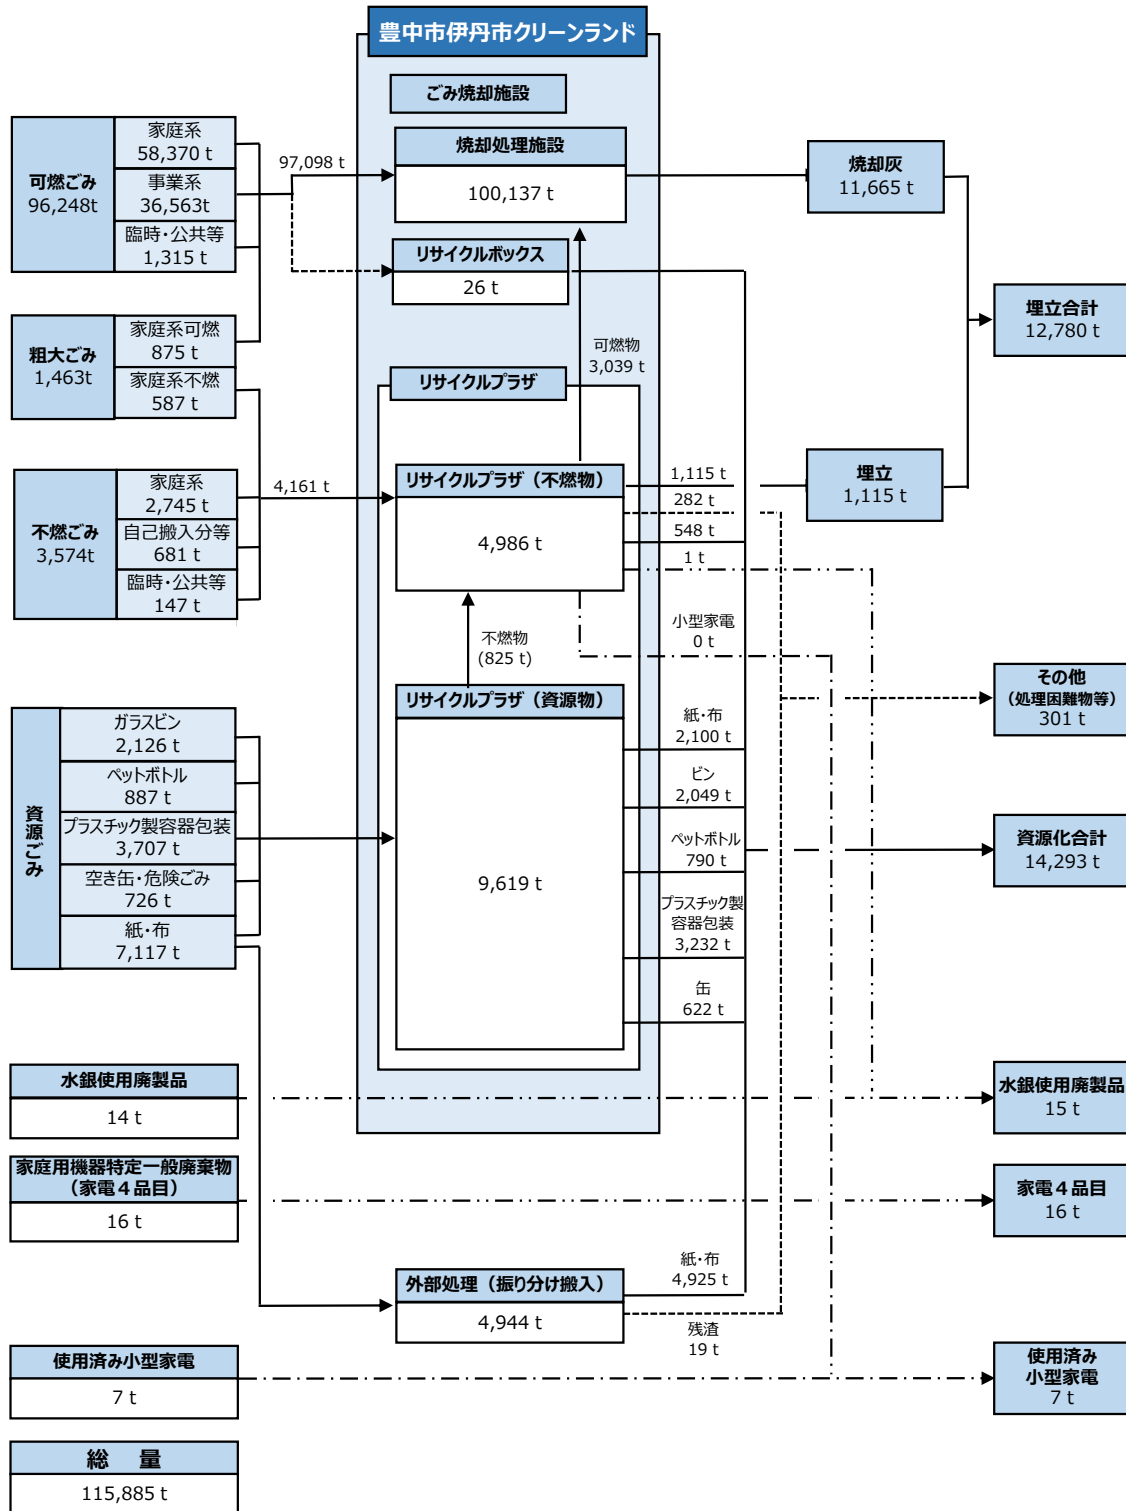 豊中市伊丹市クリーンランド
ごみ焼却施設
可燃ごみ
96,248t
家庭系
58,370 t
事業系
36,563t
臨時・公共等
1,315 t
97,098 t
焼却処理施設
100,137 t
焼却灰
11,665 t
リサイクルボックス
26 t
埋立合計
12,780 t
粗大ごみ
1,463t
家庭系可燃
875 t
家庭系不燃
587 t
可燃物
3,039 t
リサイクルプラザ
不燃ごみ
3,574t
家庭系
2,745 t
自己搬入分等
681 t
臨時・公共等
147 t
4,161 t
リサイクルプラザ（不燃物）
4,986 t
1,115 t
282 t
548 t
1 t
埋立
1,115 t
小型家電
0 t
不燃物
(825 t)
リサイクルプラザ（資源物）
9,619 t
その他
（処理困難物等）
301 t
資源ごみ
ガラスビン
2,126 t
ペットボトル
887 t
プラスチック製容器包装
3,707 t
空き缶・危険ごみ
726 t
紙・布
7,117 t
紙・布
2,100 t
ビン
2,049 t
ペットボトル
790 t
プラスチック製
容器包装
3,232 t
缶
622 t
資源化合計
14,293 t
水銀使用廃製品
14 t
水銀使用廃製品
15 t
家庭用機器特定一般廃棄物
（家電４品目）
16 t
家電４品目
16 t
外部処理（振り分け搬入）
4,944 t
紙・布
4,925 t
残渣
19 t
使用済み小型家電
7 t
使用済み
小型家電
7 t
総　量
115,885 t